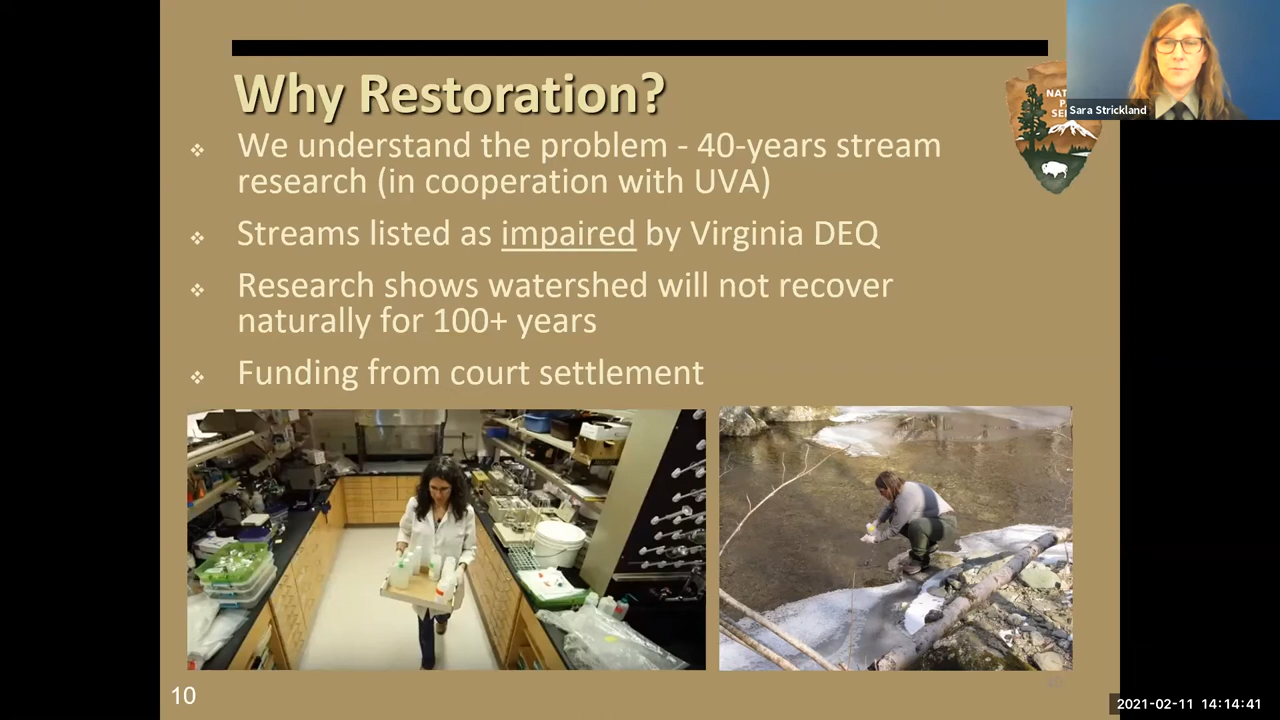 Why Restoration?
NAT
P
SE
Sara Strickland
❖ We understand the problem - 40-years stream
research (in cooperation with UVA)
❖ Streams listed as impaired by Virginia DEQ
❖ Research shows watershed will not recover
naturally for 100+ years
❖ Funding from court settlement
10
2021-02-11 14:14:41